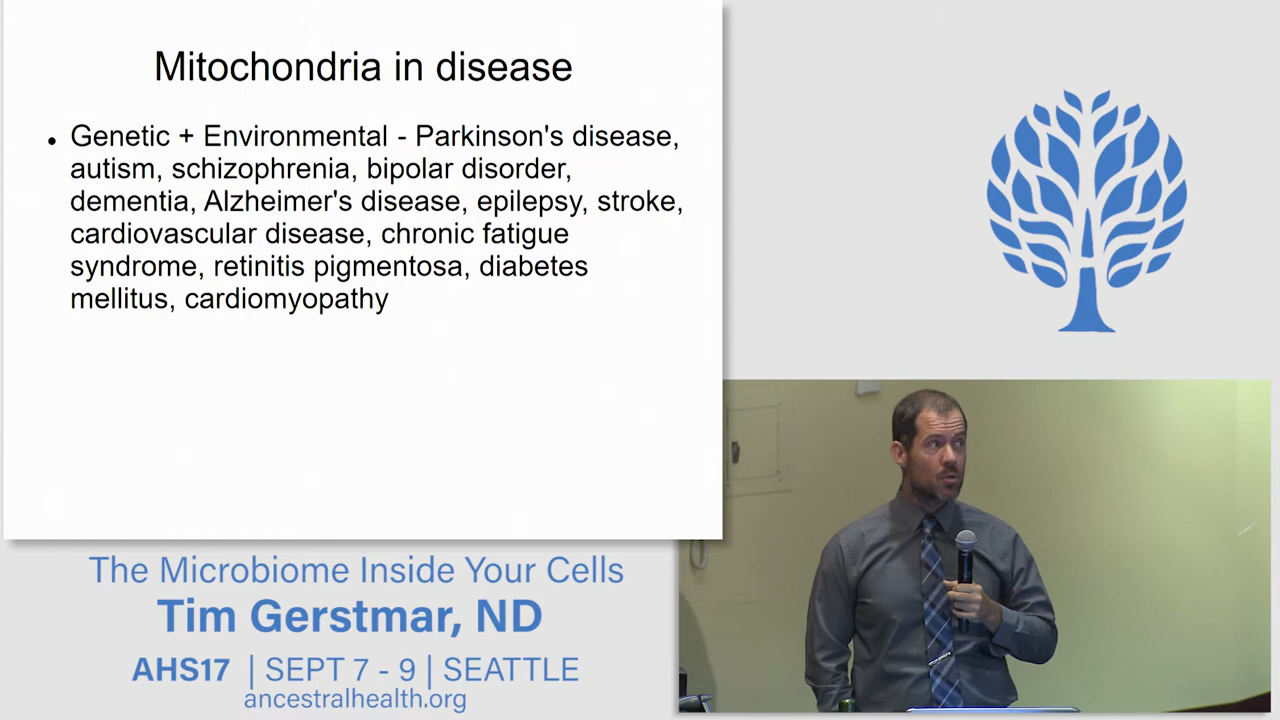 Mitochondria in disease
• Genetic + Environmental - Parkinson's disease,
autism, schizophrenia, bipolar disorder,
dementia, Alzheimer's disease, epilepsy, stroke,
cardiovascular disease, chronic fatigue
syndrome, retinitis pigmentosa, diabetes
mellitus, cardiomyopathy
The Microbiome Inside Your Cells
Tim Gerstmar, ND
AHS17 | SEPT 7 - 9 | SEATTLE
ancestralhealth.org